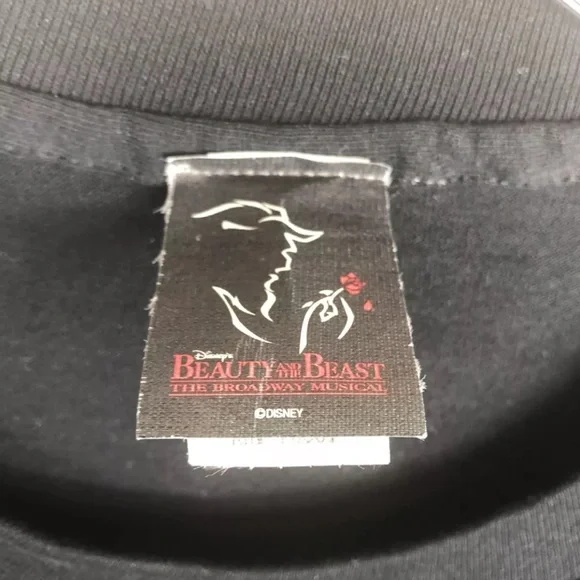 Disney's
BEAUTY AND THE BEAST
THE BROADWAY MUSICAL
©DISNEY